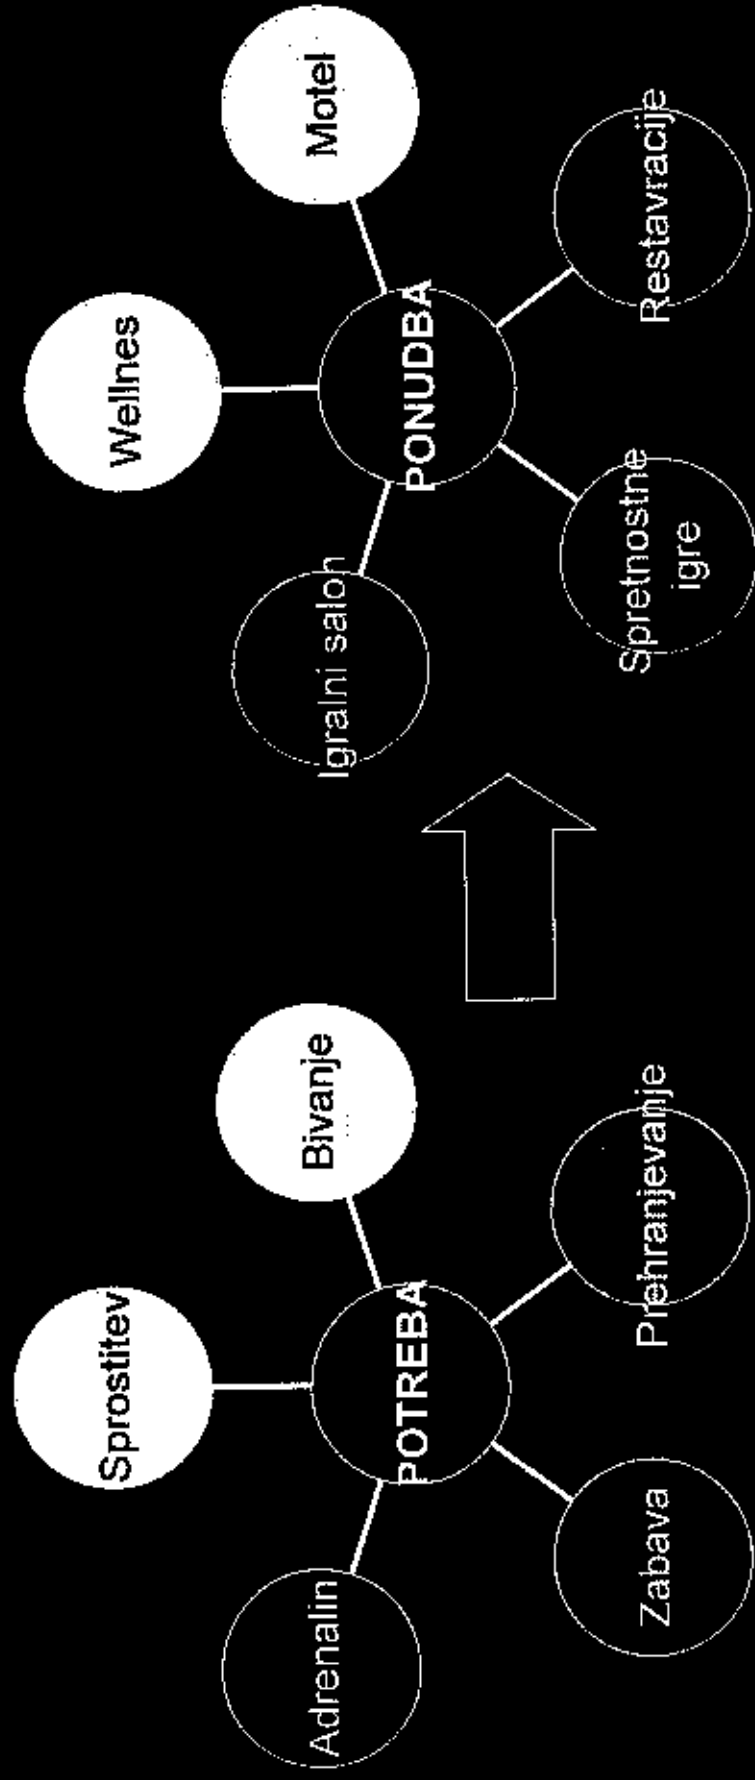 Sprostitev
Adrenalin
Bivanje
POTREBA
Zabava
Prehranjevanje
Wellnes
Igralni salon
Motel
PONUDBA
Spretnostne
igre
Restavracije